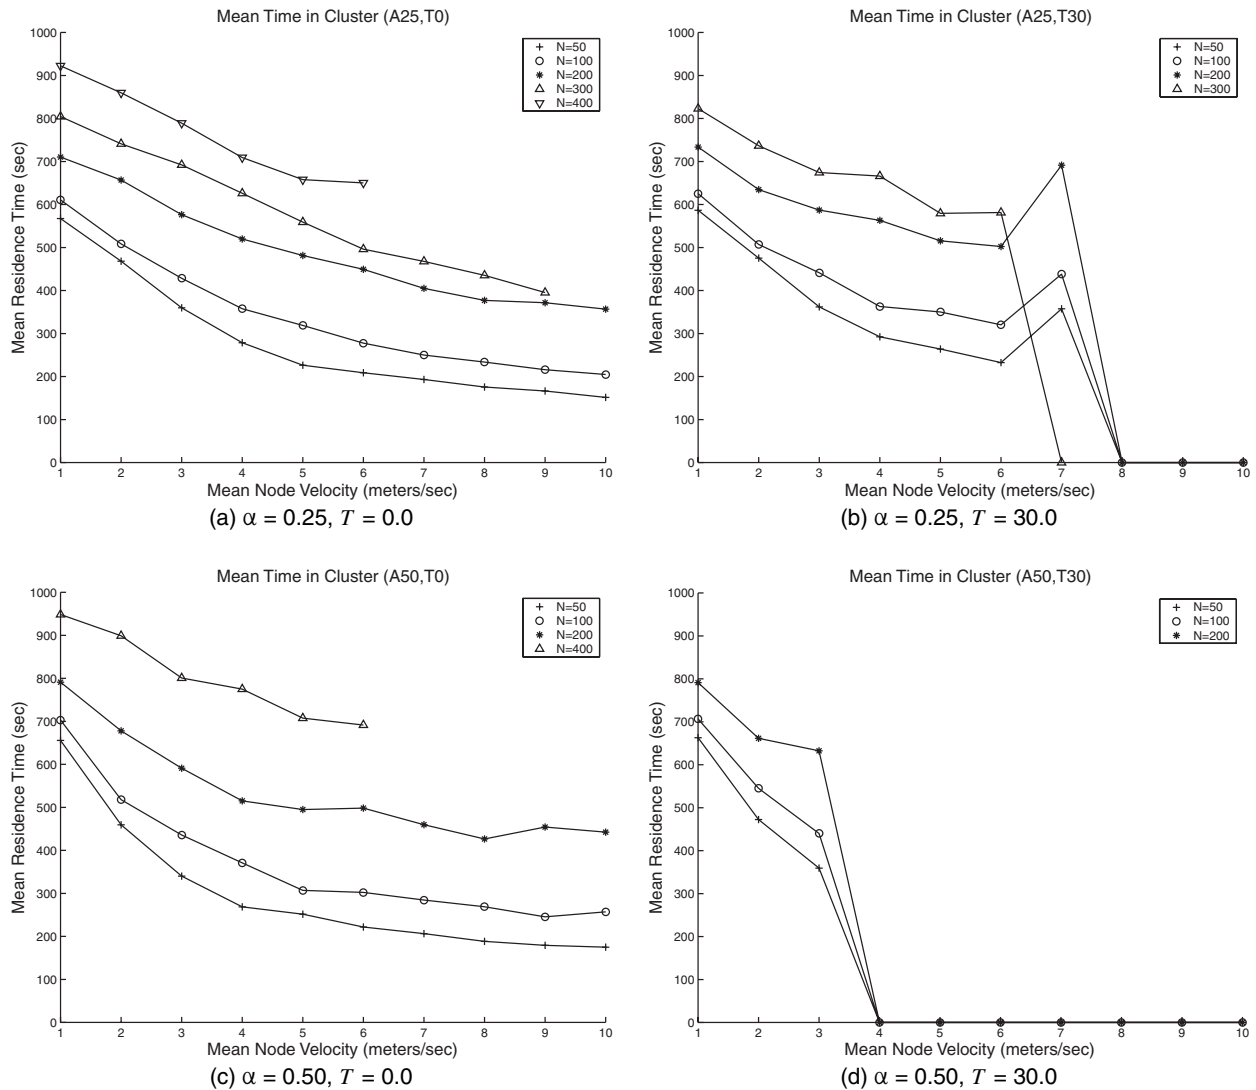 Mean Time in Cluster (A25,T0)
Mean Residence Time (sec)
1000
900
800
700
600
500
400
300
200
100
0
N=50
N=100
N=200
N=300
N=400
1 2 3 4 5 6 7 8 9 10
Mean Node Velocity (meters/sec)
(a) α = 0.25, T = 0.0
Mean Time in Cluster (A25,T30)
Mean Residence Time (sec)
1000
900
800
700
600
500
400
300
200
100
0
N=50
N=100
N=200
N=300
1 2 3 4 5 6 7 8 9 10
Mean Node Velocity (meters/sec)
(b) α = 0.25, T = 30.0
Mean Time in Cluster (A50,T0)
Mean Residence Time (sec)
1000
900
800
700
600
500
400
300
200
100
0
N=50
N=100
N=200
N=400
1 2 3 4 5 6 7 8 9 10
Mean Node Velocity (meters/sec)
(c) α = 0.50, T = 0.0
Mean Time in Cluster (A50,T30)
Mean Residence Time (sec)
1000
900
800
700
600
500
400
300
200
100
0
N=50
N=100
N=200
1 2 3 4 5 6 7 8 9 10
Mean Node Velocity (meters/sec)
(d) α = 0.50, T = 30.0